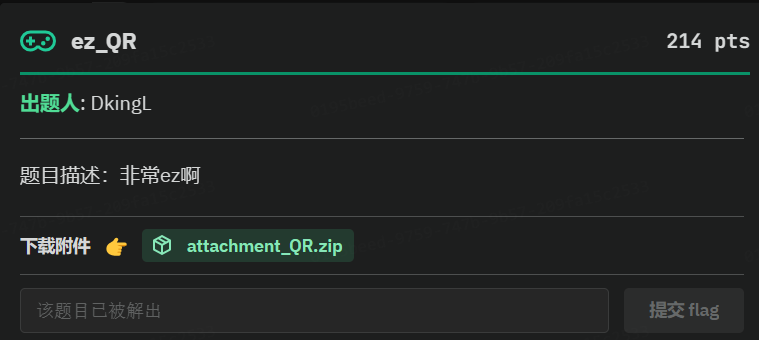 ez_QR
214 pts
出题人: DkingL
题目描述：非常ez啊
下载附件 👉 attachment_QR.zip
该题目已被解出
提交 flag